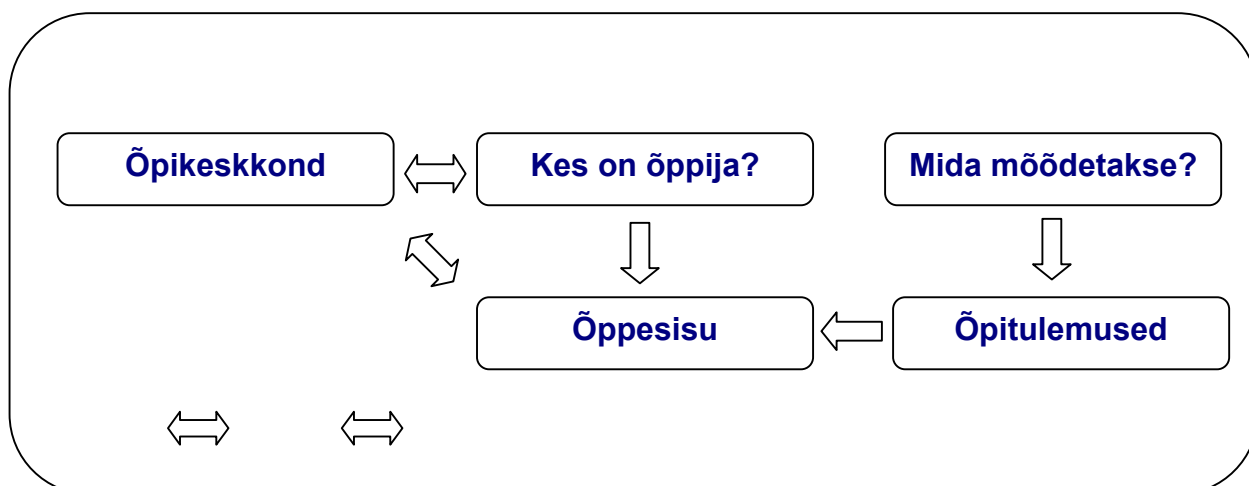 Õpikeskkond
Kes on õppija?
Mida mõõdetakse?
Õppesisu
Õpitulemused